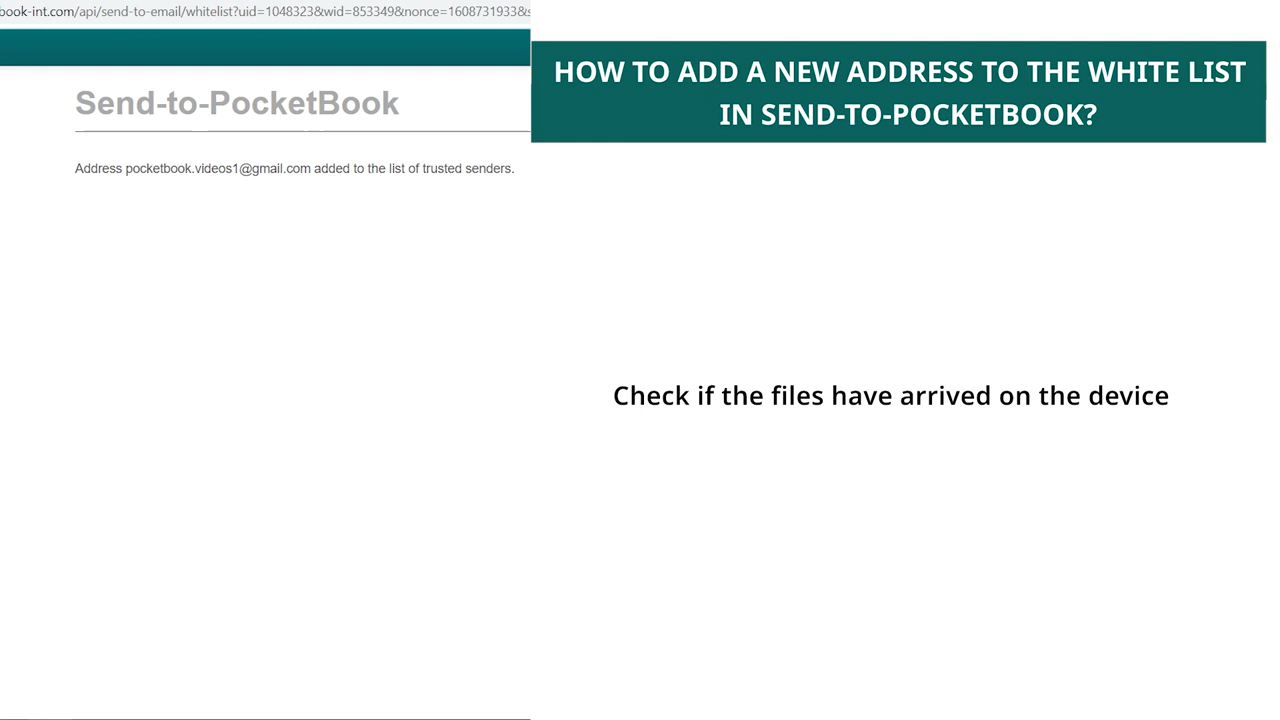 book-int.com/api/send-to-email/whitelist?uid=1048323&wid=853349&nonce=1608731933&s
Send-to-PocketBook
Address pocketbook.videos1@gmail.com added to the list of trusted senders.
HOW TO ADD A NEW ADDRESS TO THE WHITE LIST
IN SEND-TO-POCKETBOOK?
Check if the files have arrived on the device